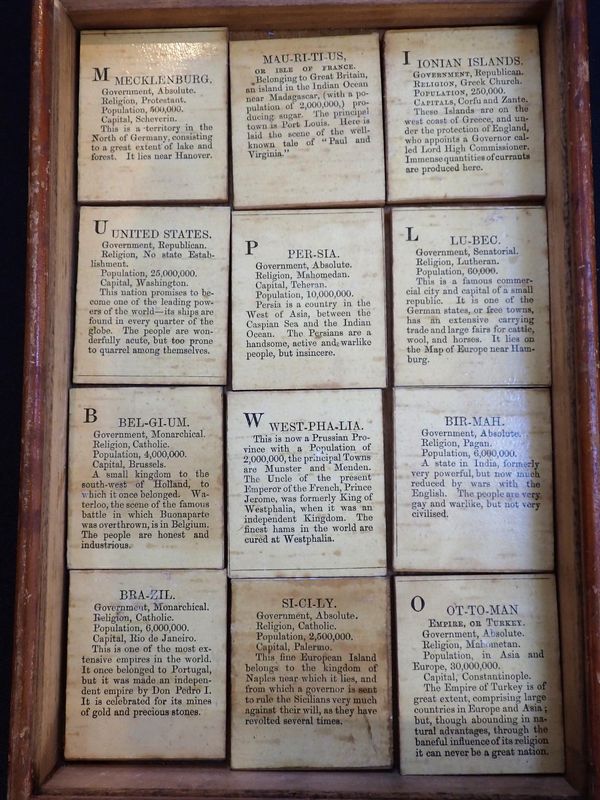 M MECKLENBURG.
Government, Absolute.
Religion, Protestant.
Population, 500,000.
Capital, Scheverin.
This is a territory in the
North of Germany, consisting
to a great extent of lake and
forest. It lies near Hanover.
MAU-RI-TI-US,
OR ISLE OF FRANCE.
Belonging to Great Britain,
an island in the Indian Ocean
near Madagascar, (with a po-
pulation of 2,000,000,) pro-
ducing sugar. The principal
town is Port Louis. Here is
laid the scene of the well-
known tale of "Paul and
Virginia."
I IONIAN ISLANDS.
GOVERNMENT, Republican.
RELIGION, Greek Church.
POPULATION, 250,000.
CAPITALS, Corfu and Zante.
These Islands are on the
west coast of Greece, and un-
der the protection of England,
who appoints a Governor cal-
led Lord High Commissioner.
Immense quantities of currants
are produced here.
U UNITED STATES.
Government, Republican.
Religion, No state Estab-
lishment.
Population, 25,000,000.
Capital, Washington.
This nation promises to be-
come one of the leading pow-
ers of the world—its ships are
found in every quarter of the
globe. The people are won-
derfully acute, but too prone
to quarrel among themselves.
P PER-SIA.
Government, Absolute.
Religion, Mahomedan.
Capital, Teheran.
Population, 10,000,000.
Persia is a country in the
West of Asia, between the
Caspian Sea and the Indian
Ocean. The Persians are a
handsome, active and warlike
people, but insincere.
L LU-BEC.
Government, Senatorial.
Religion, Lutheran.
Population, 60,000.
This is a famous commer-
cial city and capital of a small
republic. It is one of the
German states, or free towns,
has an extensive carrying
trade and large fairs for cattle,
wool, and horses. It lies on
the Map of Europe near Ham-
burg.
B BEL-GI-UM.
Government, Monarchical.
Religion, Catholic.
Population, 4,000,000.
Capital, Brussels.
A small kingdom to the
south-west of Holland, to
which it once belonged. Wa-
terloo, the scene of the famous
battle in which Buonaparte
was overthrown, is in Belgium.
The people are honest and
industrious.
W WEST-PHA-LIA.
This is now a Prussian Pro-
vince with a Population of
2,000,000, the principal Towns
are Munster and Menden.
The Uncle of the present
Emperor of the French, Prince
Jerome, was formerly King of
Westphalia, when it was an
independent Kingdom. The
finest hams in the world are
cured at Westphalia.
BIR-MAH.
Government, Absolute.
Religion, Pagan.
Population, 6,000,000.
A state in India, formerly
very powerful, but now much
reduced by wars with the
English. The people are very
gay and warlike, but not very
civilised.
BRA-ZIL.
Government, Monarchical.
Religion, Catholic.
Population, 6,000,000.
Capital, Rio de Janeiro.
This is one of the most ex-
tensive empires in the world.
It once belonged to Portugal,
but it was made an indepen-
dent empire by Don Pedro I.
It is celebrated for its mines
of gold and precious stones.
SI-CI-LY.
Government, Absolute.
Religion, Catholic.
Population, 2,500,000.
Capital, Palermo.
This fine European Island
belongs to the kingdom of
Naples near which it lies, and
from which a governor is sent
to rule the Sicilians very much
against their will, as they have
revolted several times.
O OT-TO-MAN
EMPIRE, OR TURKEY.
Government, Absolute.
Religion, Mahometan.
Population, in Asia and
Europe, 30,000,000.
Capital, Constantinople.
The Empire of Turkey is of
great extent, comprising large
countries in Europe and Asia;
but, though abounding in na-
tural advantages, through the
baneful influence of its religion
it can never be a great nation.